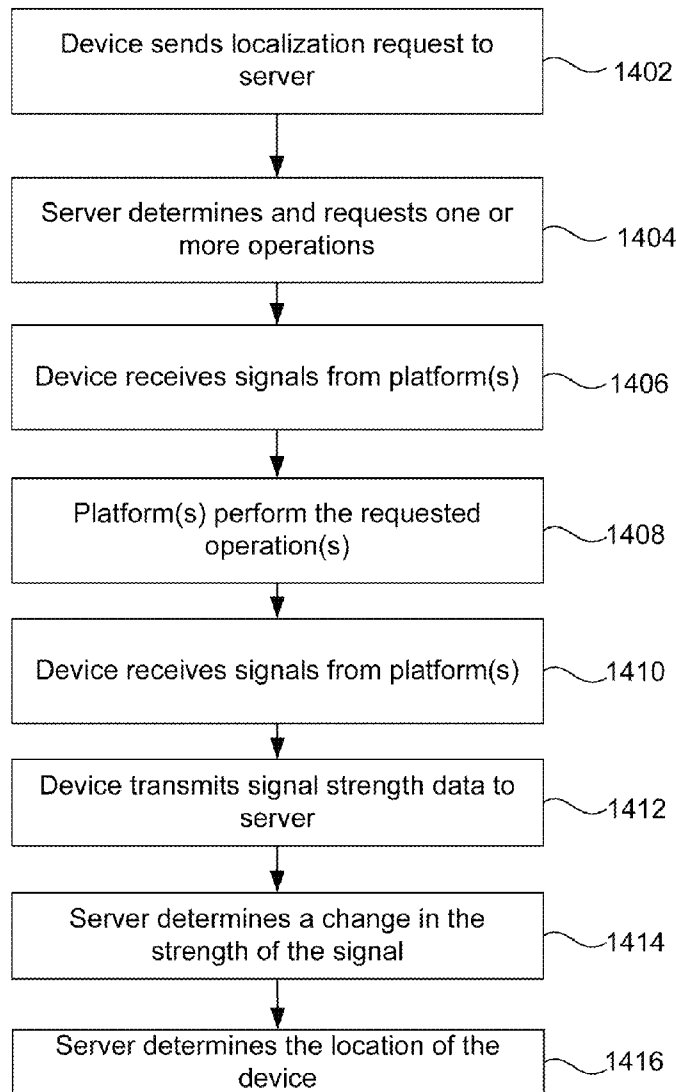 Device sends localization request to
server
1402
Server determines and requests one or
more operations
1404
Device receives signals from platform(s)
1406
Platform(s) perform the requested
operation(s)
1408
Device receives signals from platform(s)
1410
Device transmits signal strength data to
server
1412
Server determines a change in the
strength of the signal
1414
Server determines the location of the
device
1416